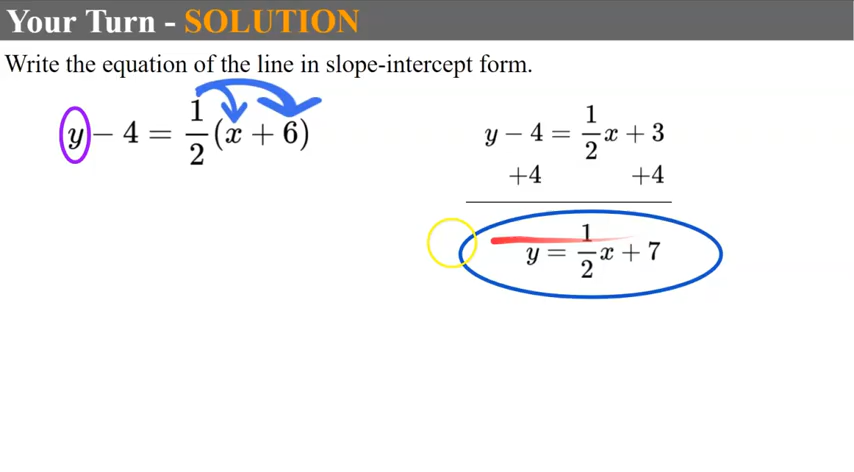 Your Turn - SOLUTION
Write the equation of the line in slope-intercept form.
y − 4 = 1/2(x + 6)
y − 4 = 1/2x + 3
+4 +4
y = 1/2x + 7